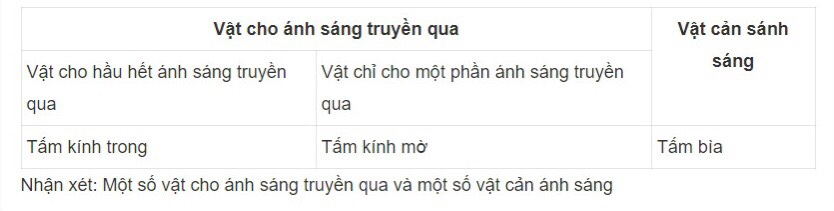 Vật cho ánh sáng truyền qua
Vật cản sánh
sáng
Vật cho hầu hết ánh sáng truyền
qua
Vật chỉ cho một phần ánh sáng truyền
qua
Tấm kính trong
Tấm kính mờ
Tấm bìa
Nhận xét: Một số vật cho ánh sáng truyền qua và một số vật cản ánh sáng